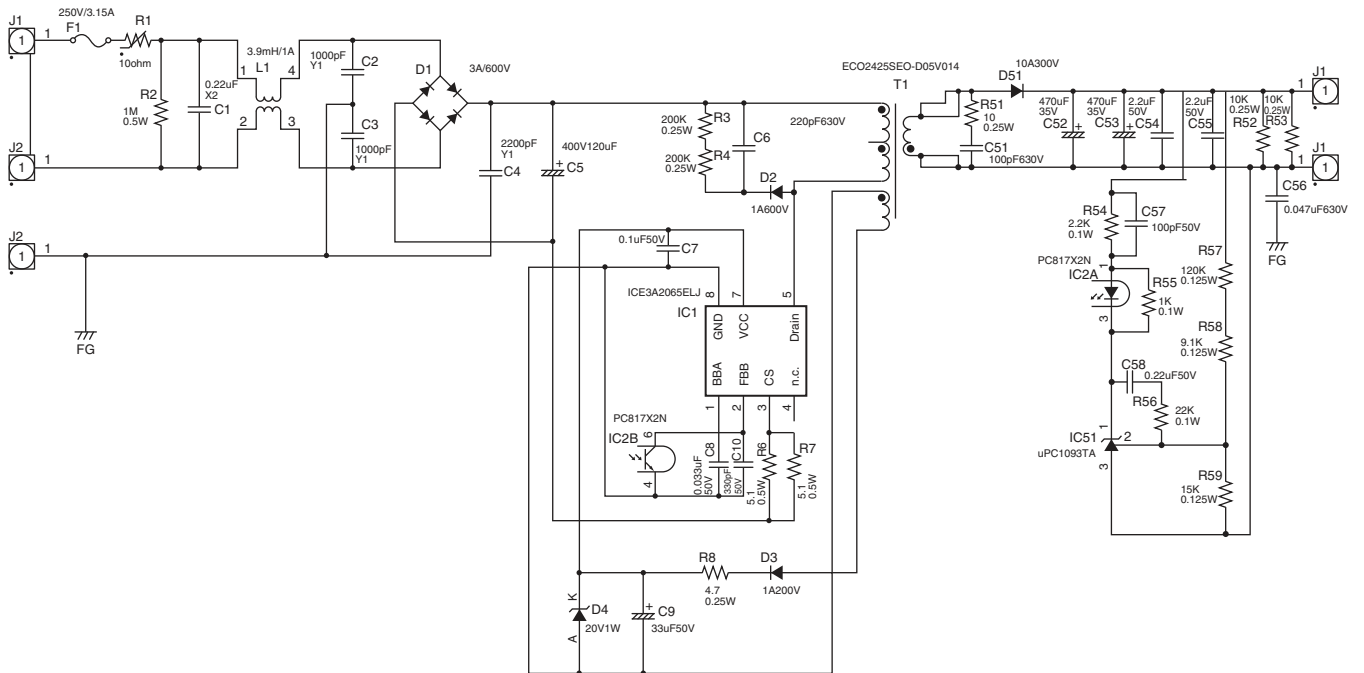 J1
1
1
250V/3.15A
F1
R1
10ohm
R2
1M
0.5W
0.22uF
X2
C1
3.9mH/1A
L1
1
4
2
3
1000pF
Y1
C2
C3
1000pF
Y1
D1
3A/600V
J2
1
1
J2
1
1
FG
2200pF
Y1
C4
400V120uF
+
C5
200K
0.25W
R3
200K
0.25W
R4
C6
220pF630V
D2
1A600V
ECO2425SEO-D05V014
T1
D51
10A300V
R51
10
0.25W
C51
100pF630V
470uF
35V
C52
+
470uF
35V
C53
+
2.2uF
50V
C54
2.2uF
50V
C55
10K
0.25W
R52
10K
0.25W
R53
J1
1
1
J1
1
1
C56
0.047uF630V
FG
R54
2.2K
0.1W
C57
100pF50V
PC817X2N
IC2A
1
3
R55
1K
0.1W
R57
120K
0.125W
R58
9.1K
0.125W
C58
0.22uF50V
R56
22K
0.1W
IC51
uPC1093TA
1
2
3
R59
15K
0.125W
0.1uF50V
C7
ICE3A2065ELJ
IC1
8
7
5
GND
VCC
Drain
BBA
FBB
CS
n.c.
1
2
3
4
PC817X2N
IC2B
6
4
C8
0.033uF
50V
C10
330pF
50V
R6
5.1
0.5W
R7
5.1
0.5W
R8
4.7
0.25W
D3
1A200V
K
D4
20V1W
A
+
C9
33uF50V